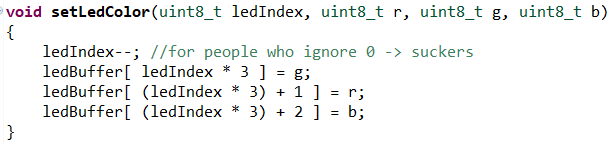 void setLedColor(uint8_t ledIndex, uint8_t r, uint8_t g, uint8_t b)
{
    ledIndex--; //for people who ignore 0 -> suckers
    ledBuffer[ ledIndex * 3 ] = g;
    ledBuffer[ (ledIndex * 3) + 1 ] = r;
    ledBuffer[ (ledIndex * 3) + 2 ] = b;
}